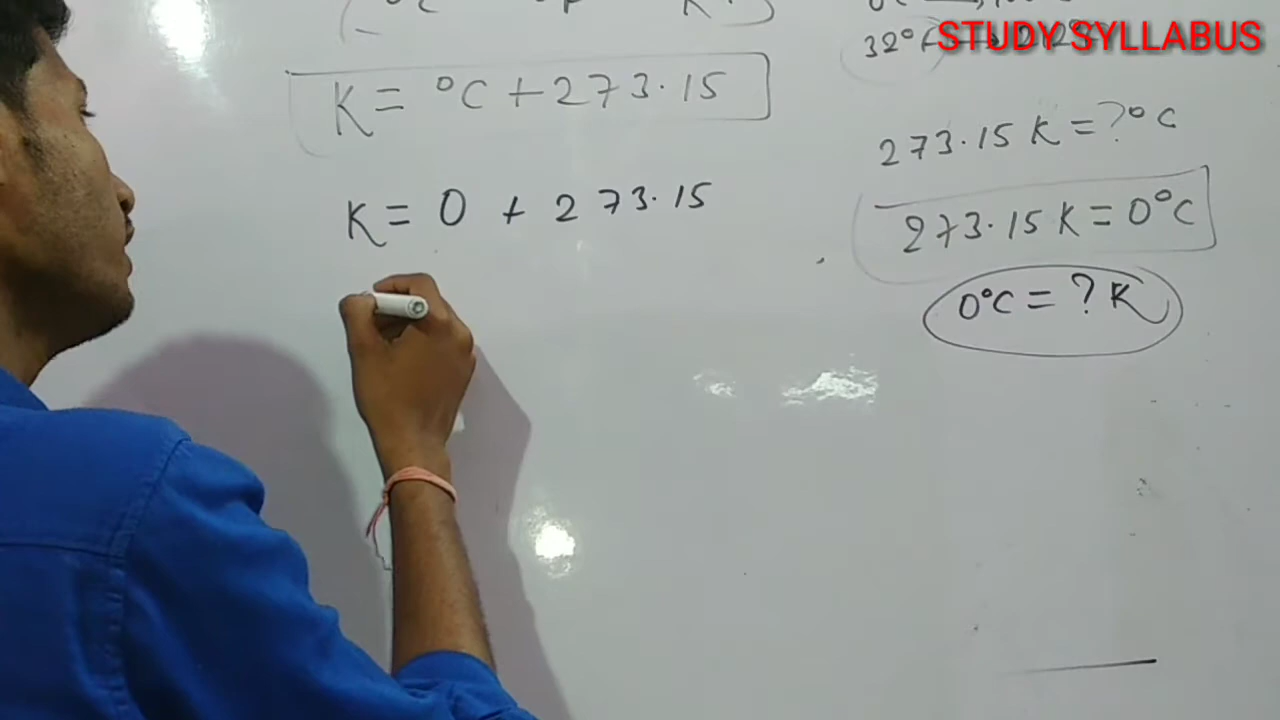 STUDY SYLLABUS
K = °C + 273.15
K = 0 + 273.15
273.15 K = ? °C
273.15 K = 0°C
0°C = ? K